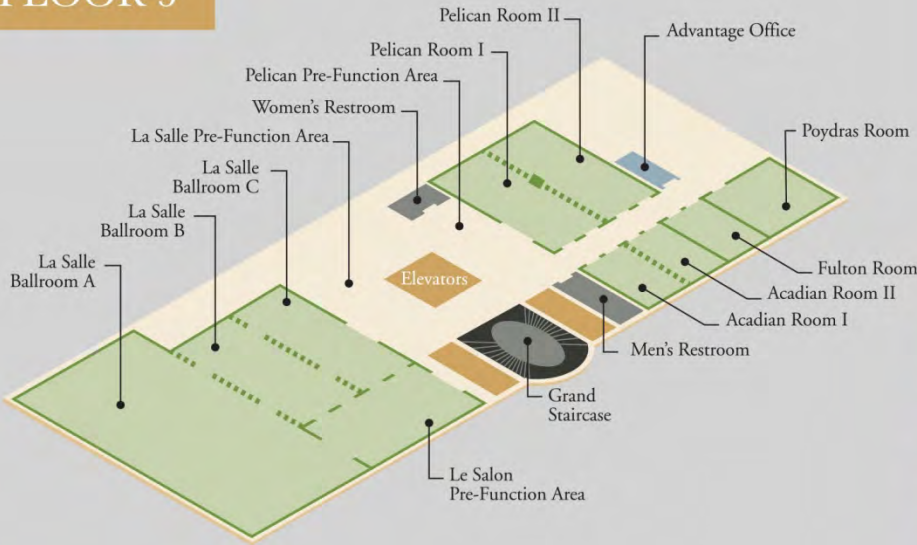 Pelican Room II
Advantage Office
Pelican Room I
Pelican Pre-Function Area
Women's Restroom
Poydras Room
La Salle Pre-Function Area
La Salle
Ballroom C
La Salle
Ballroom B
La Salle
Ballroom A
Elevators
Fulton Room
Acadian Room II
Acadian Room I
Men's Restroom
Grand
Staircase
Le Salon
Pre-Function Area